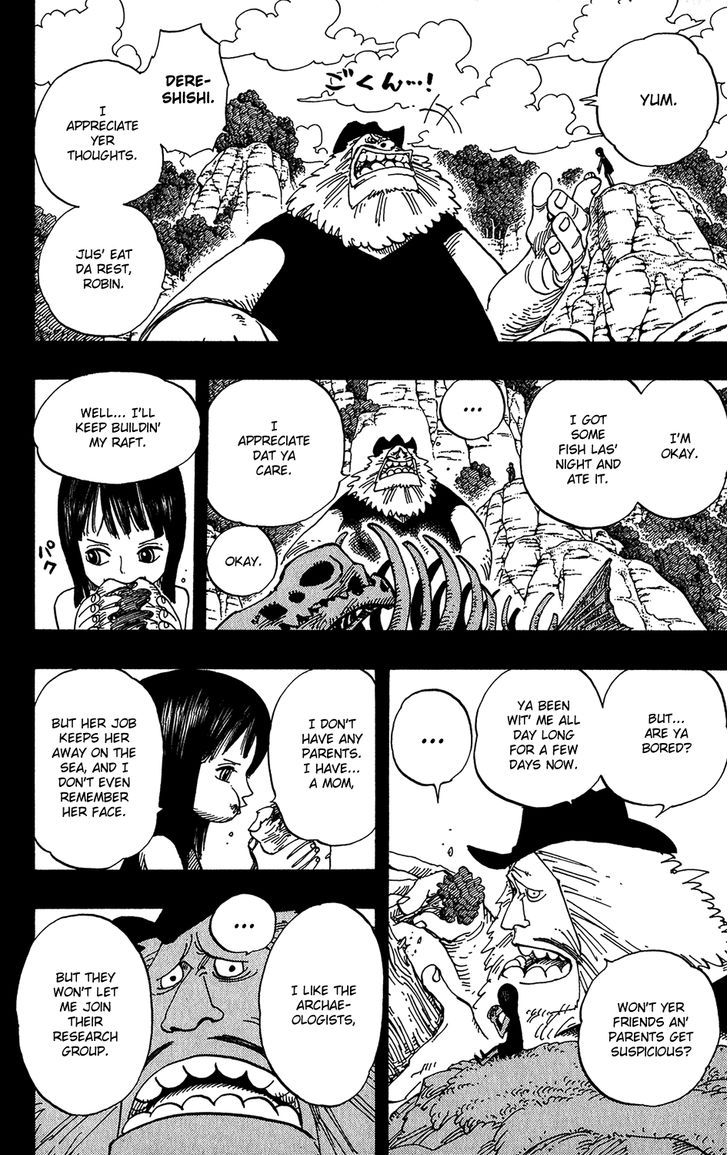 YUM.
ごくん…!
DERE-
SHISHI.
I
APPRECIATE
YER
THOUGHTS.
JUS' EAT
DA REST,
ROBIN.
I'M
OKAY.
I GOT
SOME
FISH LAS'
NIGHT AND
ATE IT.
...
I
APPRECIATE
DAT YA
CARE.
OKAY.
WELL... I'LL
KEEP BUILDIN'
MY RAFT.
パク
BUT...
ARE YA
BORED?
YA BEEN
WIT' ME ALL
DAY LONG
FOR A FEW
DAYS NOW.
...
WON'T YER
FRIENDS AN'
PARENTS GET
SUSPICIOUS?
I DON'T
HAVE ANY
PARENTS.
I HAVE...
A MOM,
BUT HER JOB
KEEPS HER
AWAY ON THE
SEA, AND I
DON'T EVEN
REMEMBER
HER FACE.
...
I LIKE THE
ARCHAE-
OLOGISTS,
BUT THEY
WON'T LET
ME JOIN
THEIR
RESEARCH
GROUP.